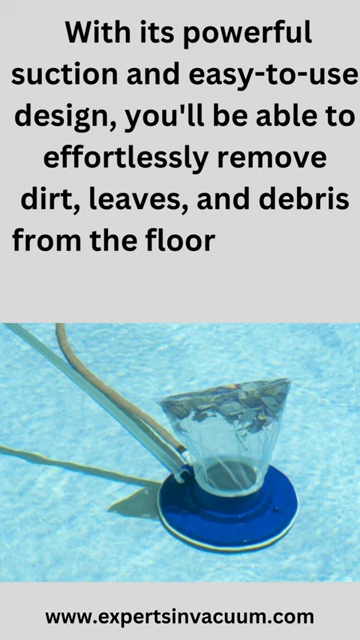 With its powerful
suction and easy-to-use
design, you'll be able to
effortlessly remove
dirt, leaves, and debris
from the floor
www.expertsinvacuum.com